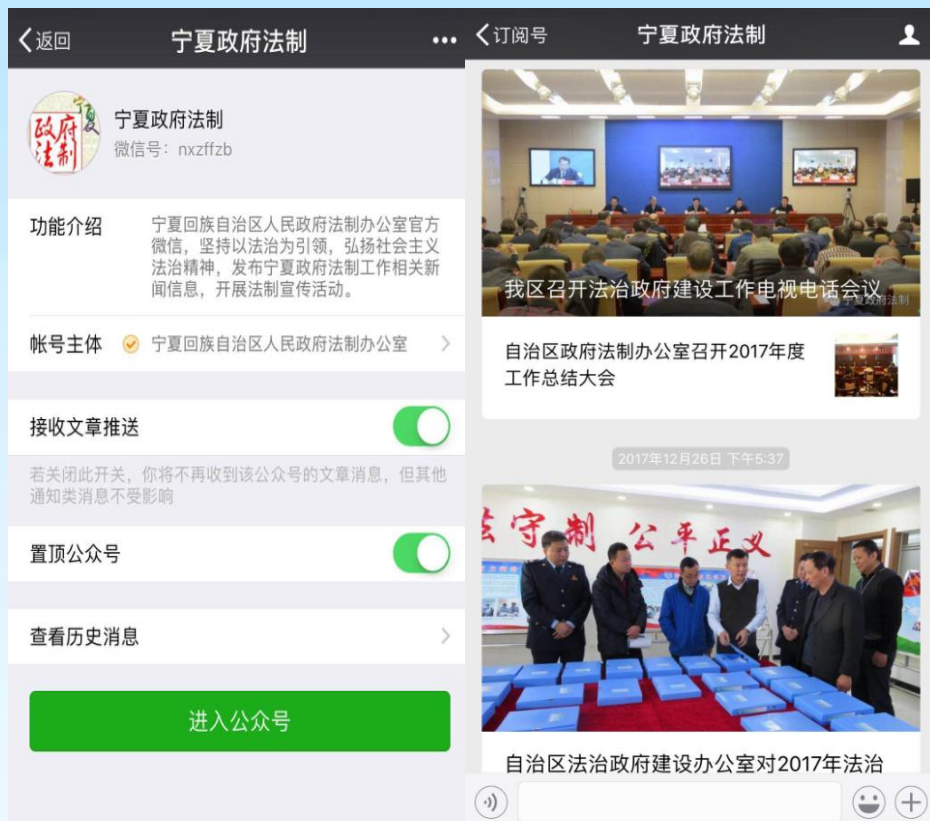 返回
宁夏政府法制
宁夏
政府
法制
宁夏政府法制
微信号：nxzffzb
功能介绍
宁夏回族自治区人民政府法制办公室官方
微信，坚持以法治为引领，弘扬社会主义
法治精神，发布宁夏政府法制工作相关新
闻信息，开展法制宣传活动。
帐号主体
宁夏回族自治区人民政府法制办公室
接收文章推送
若关闭此开关，你将不再收到该公众号的文章消息，但其他
通知类消息不受影响
置顶公众号
查看历史消息
进入公众号
订阅号
宁夏政府法制
我区召开法治政府建设工作电视电话会议
宁夏政府法制
自治区政府法制办公室召开2017年度
工作总结大会
2017年12月26日 下午5:37
守制 公平正义
自治区法治政府建设办公室对2017年法治